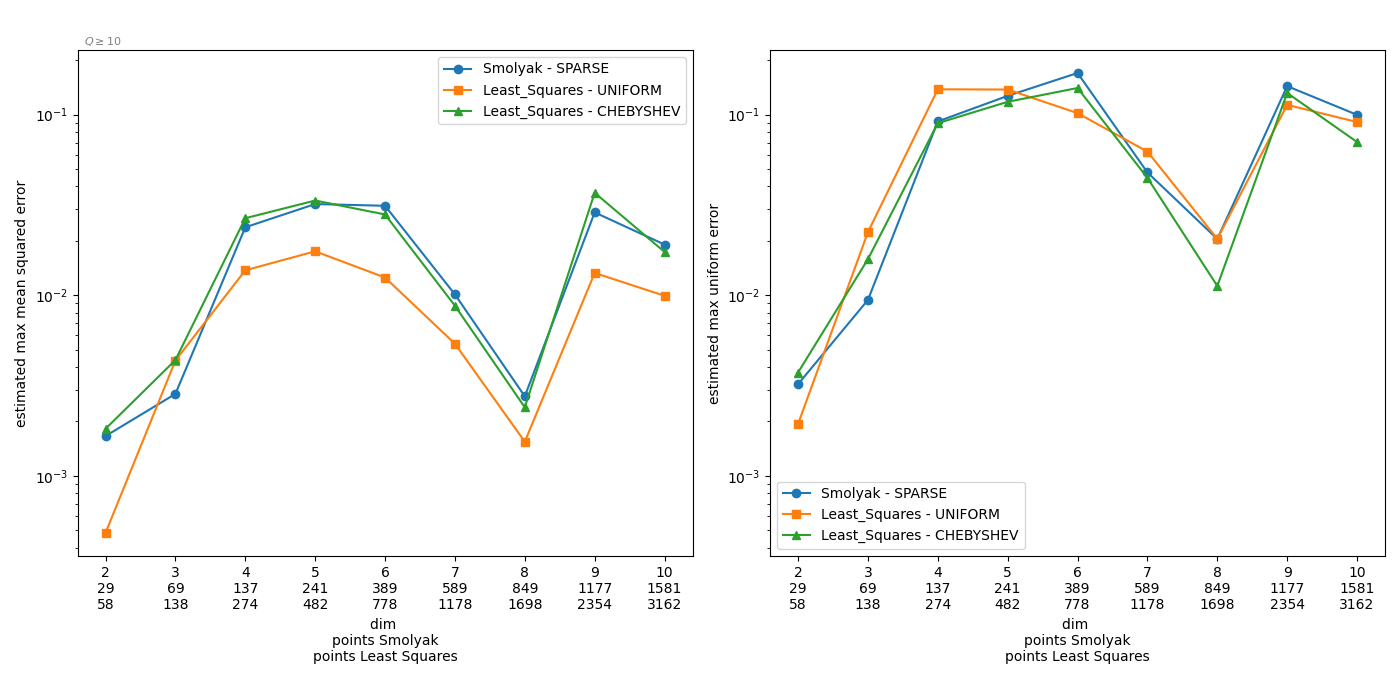 Q ≥ 10
Smolyak - SPARSE
Least_Squares - UNIFORM
Least_Squares - CHEBYSHEV
estimated max mean squared error
10⁻¹
10⁻²
10⁻³
2 3 4 5 6 7 8 9 10
29 69 137 241 389 589 849 1177 1581
58 138 274 482 778 1178 1698 2354 3162
dim
points Smolyak
points Least Squares
estimated max uniform error
10⁻¹
10⁻²
10⁻³
Smolyak - SPARSE
Least_Squares - UNIFORM
Least_Squares - CHEBYSHEV
2 3 4 5 6 7 8 9 10
29 69 137 241 389 589 849 1177 1581
58 138 274 482 778 1178 1698 2354 3162
dim
points Smolyak
points Least Squares